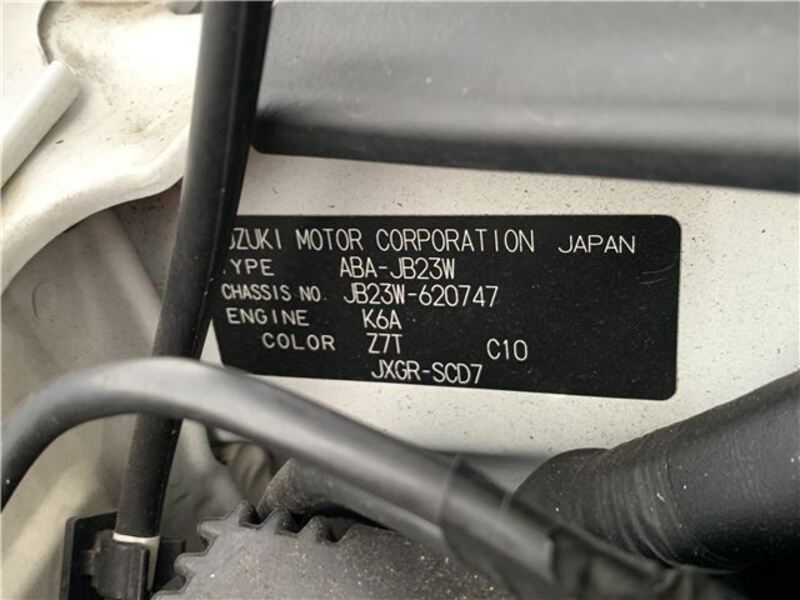 UZUKI MOTOR CORPORATION JAPAN
YPE ABA-JB23W
CHASSIS NO. JB23W-620747
ENGINE K6A
COLOR Z7T C10
JXGR-SCD7